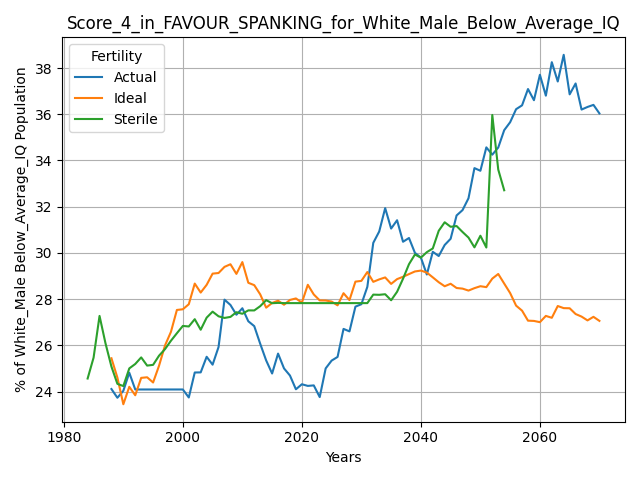 Score_4_in_FAVOUR_SPANKING_for_White_Male_Below_Average_IQ
% of White_Male Below_Average_IQ Population
38
36
34
32
30
28
26
24
Fertility
Actual
Ideal
Sterile
1980
2000
2020
2040
2060
Years